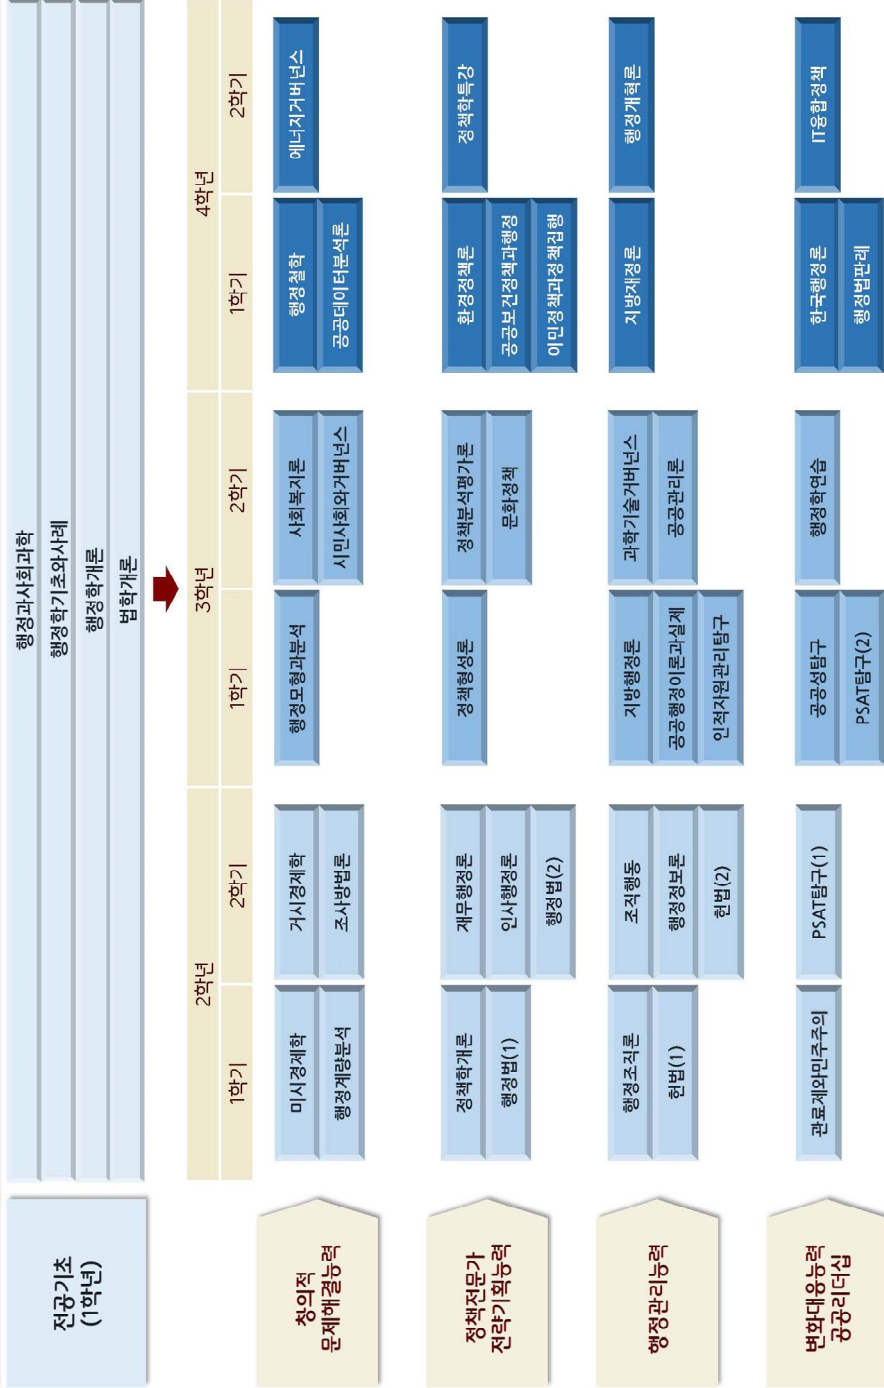 전공기초
(1학년)
행정과사회과학
행정학기초와사례
행정학개론
법학개론
2학년
3학년
4학년
1학기
2학기
1학기
2학기
1학기
2학기
창의적
문제해결능력
미시경제학
행정계량분석
거시경제학
조사방법론
행정모형과분석
사회복지론
시민사회와거버넌스
행정철학
공공데이터분석론
에너지거버넌스
정책전문가
전략기획능력
정책학개론
행정법(1)
재무행정론
인사행정론
행정법(2)
정책형성론
정책분석평가론
문화정책
환경정책론
공공보건정책과행정
이민정책과정책집행
정책학특강
행정관리능력
행정조직론
헌법(1)
조직행동
행정정보론
헌법(2)
지방행정론
공공행정이론과실제
인적자원관리탐구
과학기술거버넌스
공공관리론
지방재정론
행정개혁론
변화대응능력
공공리더십
관료제와민주주의
PSAT탐구(1)
공공성탐구
PSAT탐구(2)
행정학연습
한국행정론
행정법판례
IT융합정책